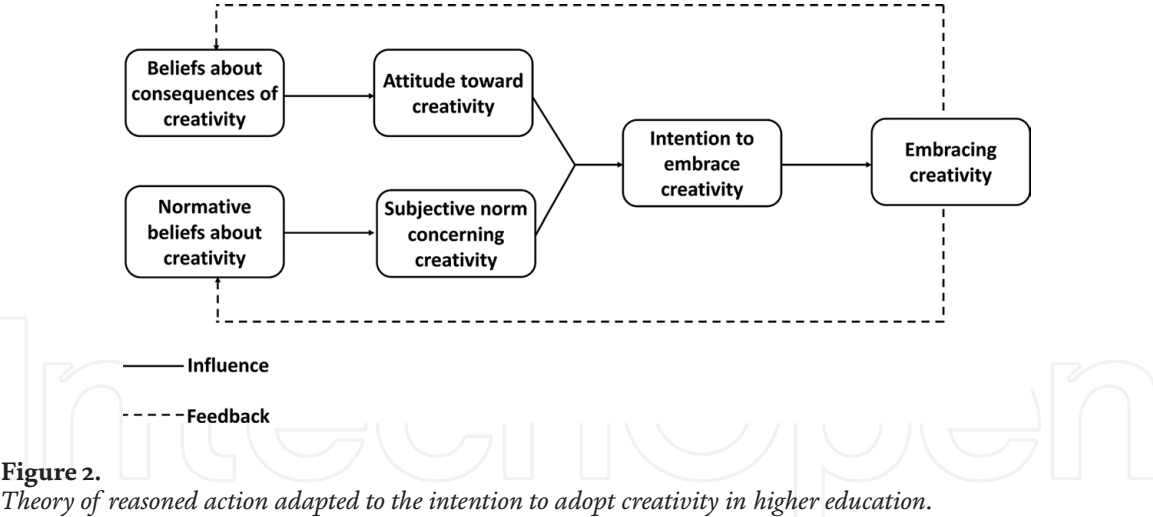 Beliefs about
consequences of
creativity
Attitude toward
creativity
Normative
beliefs about
creativity
Subjective norm
concerning
creativity
Intention to
embrace
creativity
Embracing
creativity
Influence
Feedback
IntechOpen
Figure 2.
Theory of reasoned action adapted to the intention to adopt creativity in higher education.